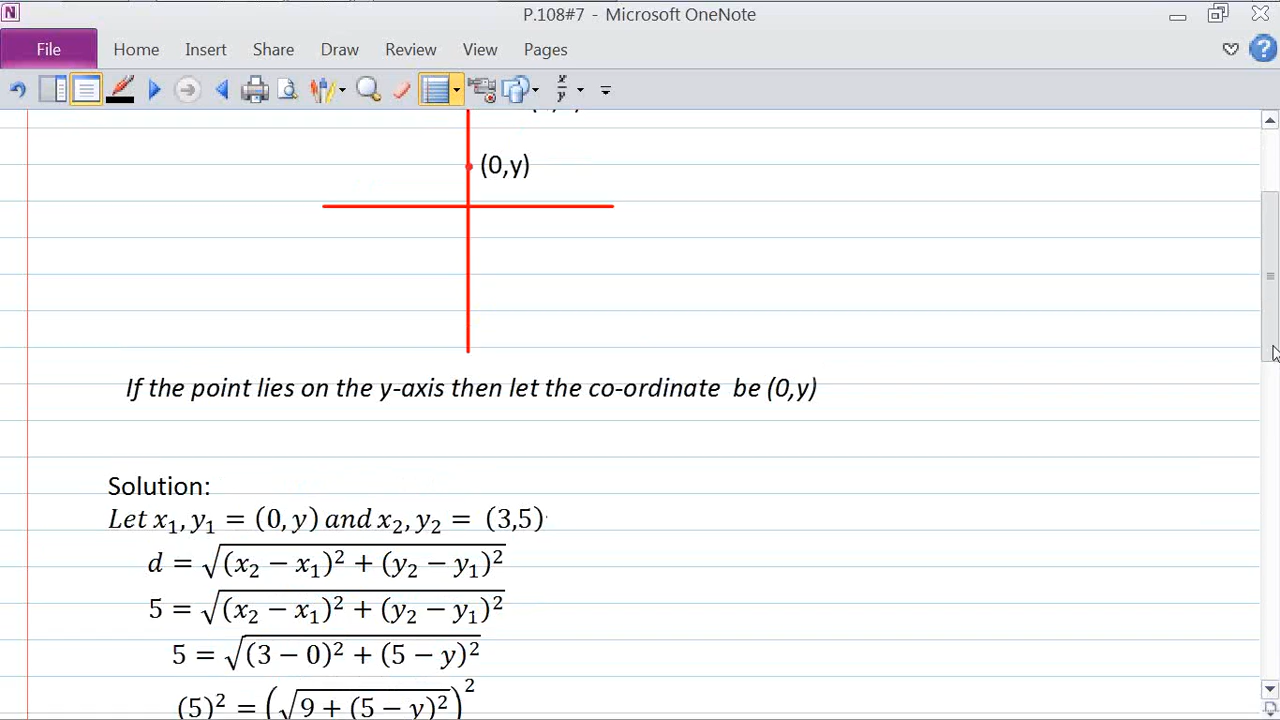 P.108#7 - Microsoft OneNote
File Home Insert Share Draw Review View Pages
(0,y)
If the point lies on the y-axis then let the co-ordinate be (0,y)
Solution:
Let x₁, y₁ = (0, y) and x₂, y₂ = (3,5)
d = √((x₂ − x₁)² + (y₂ − y₁)²)
5 = √((x₂ − x₁)² + (y₂ − y₁)²)
5 = √((3 − 0)² + (5 − y)²)
(5)² = (√(9 + (5 − y)²))²